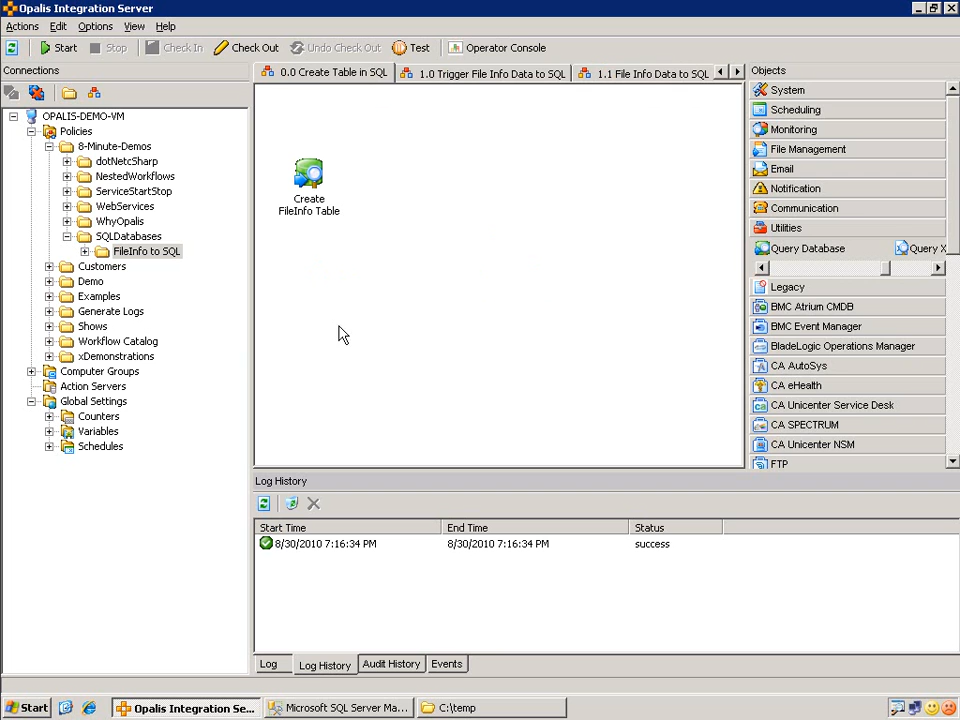 Opalis Integration Server
Actions Edit Options View Help
Start Stop Check In Check Out Undo Check Out Test Operator Console
Connections
OPALIS-DEMO-VM
Policies
8-Minute-Demos
dotNetcSharp
NestedWorkflows
ServiceStartStop
WebServices
WhyOpalis
SQLDatabases
FileInfo to SQL
Customers
Demo
Examples
Generate Logs
Shows
Workflow Catalog
xDemonstrations
Computer Groups
Action Servers
Global Settings
Counters
Variables
Schedules
0.0 Create Table in SQL 1.0 Trigger File Info Data to SQL 1.1 File Info Data to SQL
Create
FileInfo Table
Objects
System
Scheduling
Monitoring
File Management
Email
Notification
Communication
Utilities
Query Database Query X
Legacy
BMC Atrium CMDB
BMC Event Manager
BladeLogic Operations Manager
CA AutoSys
CA eHealth
CA Unicenter Service Desk
CA SPECTRUM
CA Unicenter NSM
FTP
Log History
Start Time End Time Status
8/30/2010 7:16:34 PM 8/30/2010 7:16:34 PM success
Log Log History Audit History Events
Start Opalis Integration Se... Microsoft SQL Server Ma... C:\temp